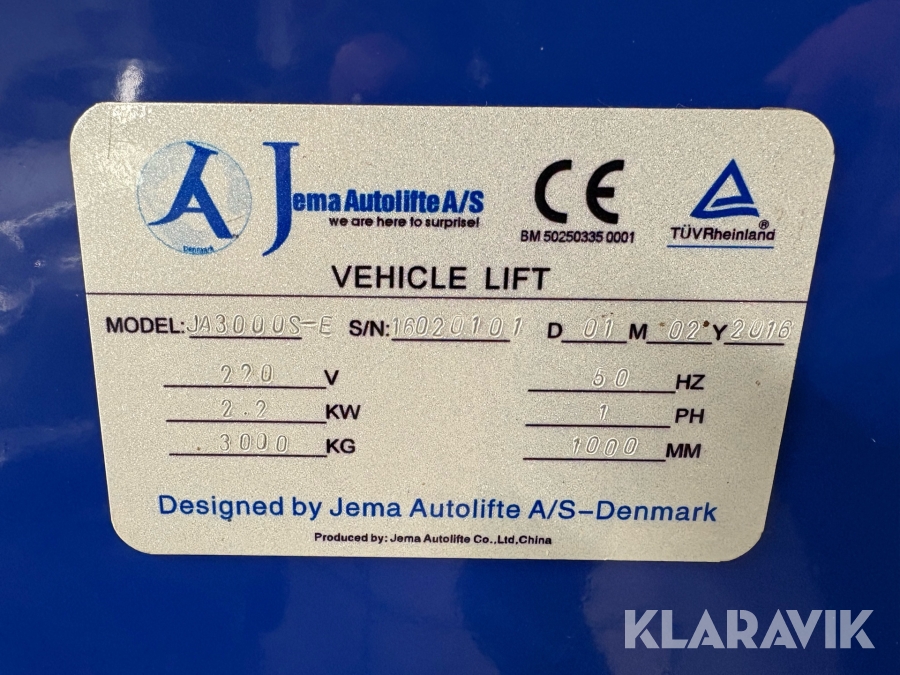 Jema Autolifte A/S
we are here to surprise!
Denmark
CE
BM 50250335 0001
TÜVRheinland®
VEHICLE LIFT
MODEL: JA3000S-E S/N: 16020101 D 01 M 02 Y 2016
220 V 50 HZ
2.2 KW 1 PH
3000 KG 1000 MM
Designed by Jema Autolifte A/S-Denmark
Produced by: Jema Autolifte Co.,Ltd,China
KLARAVIK